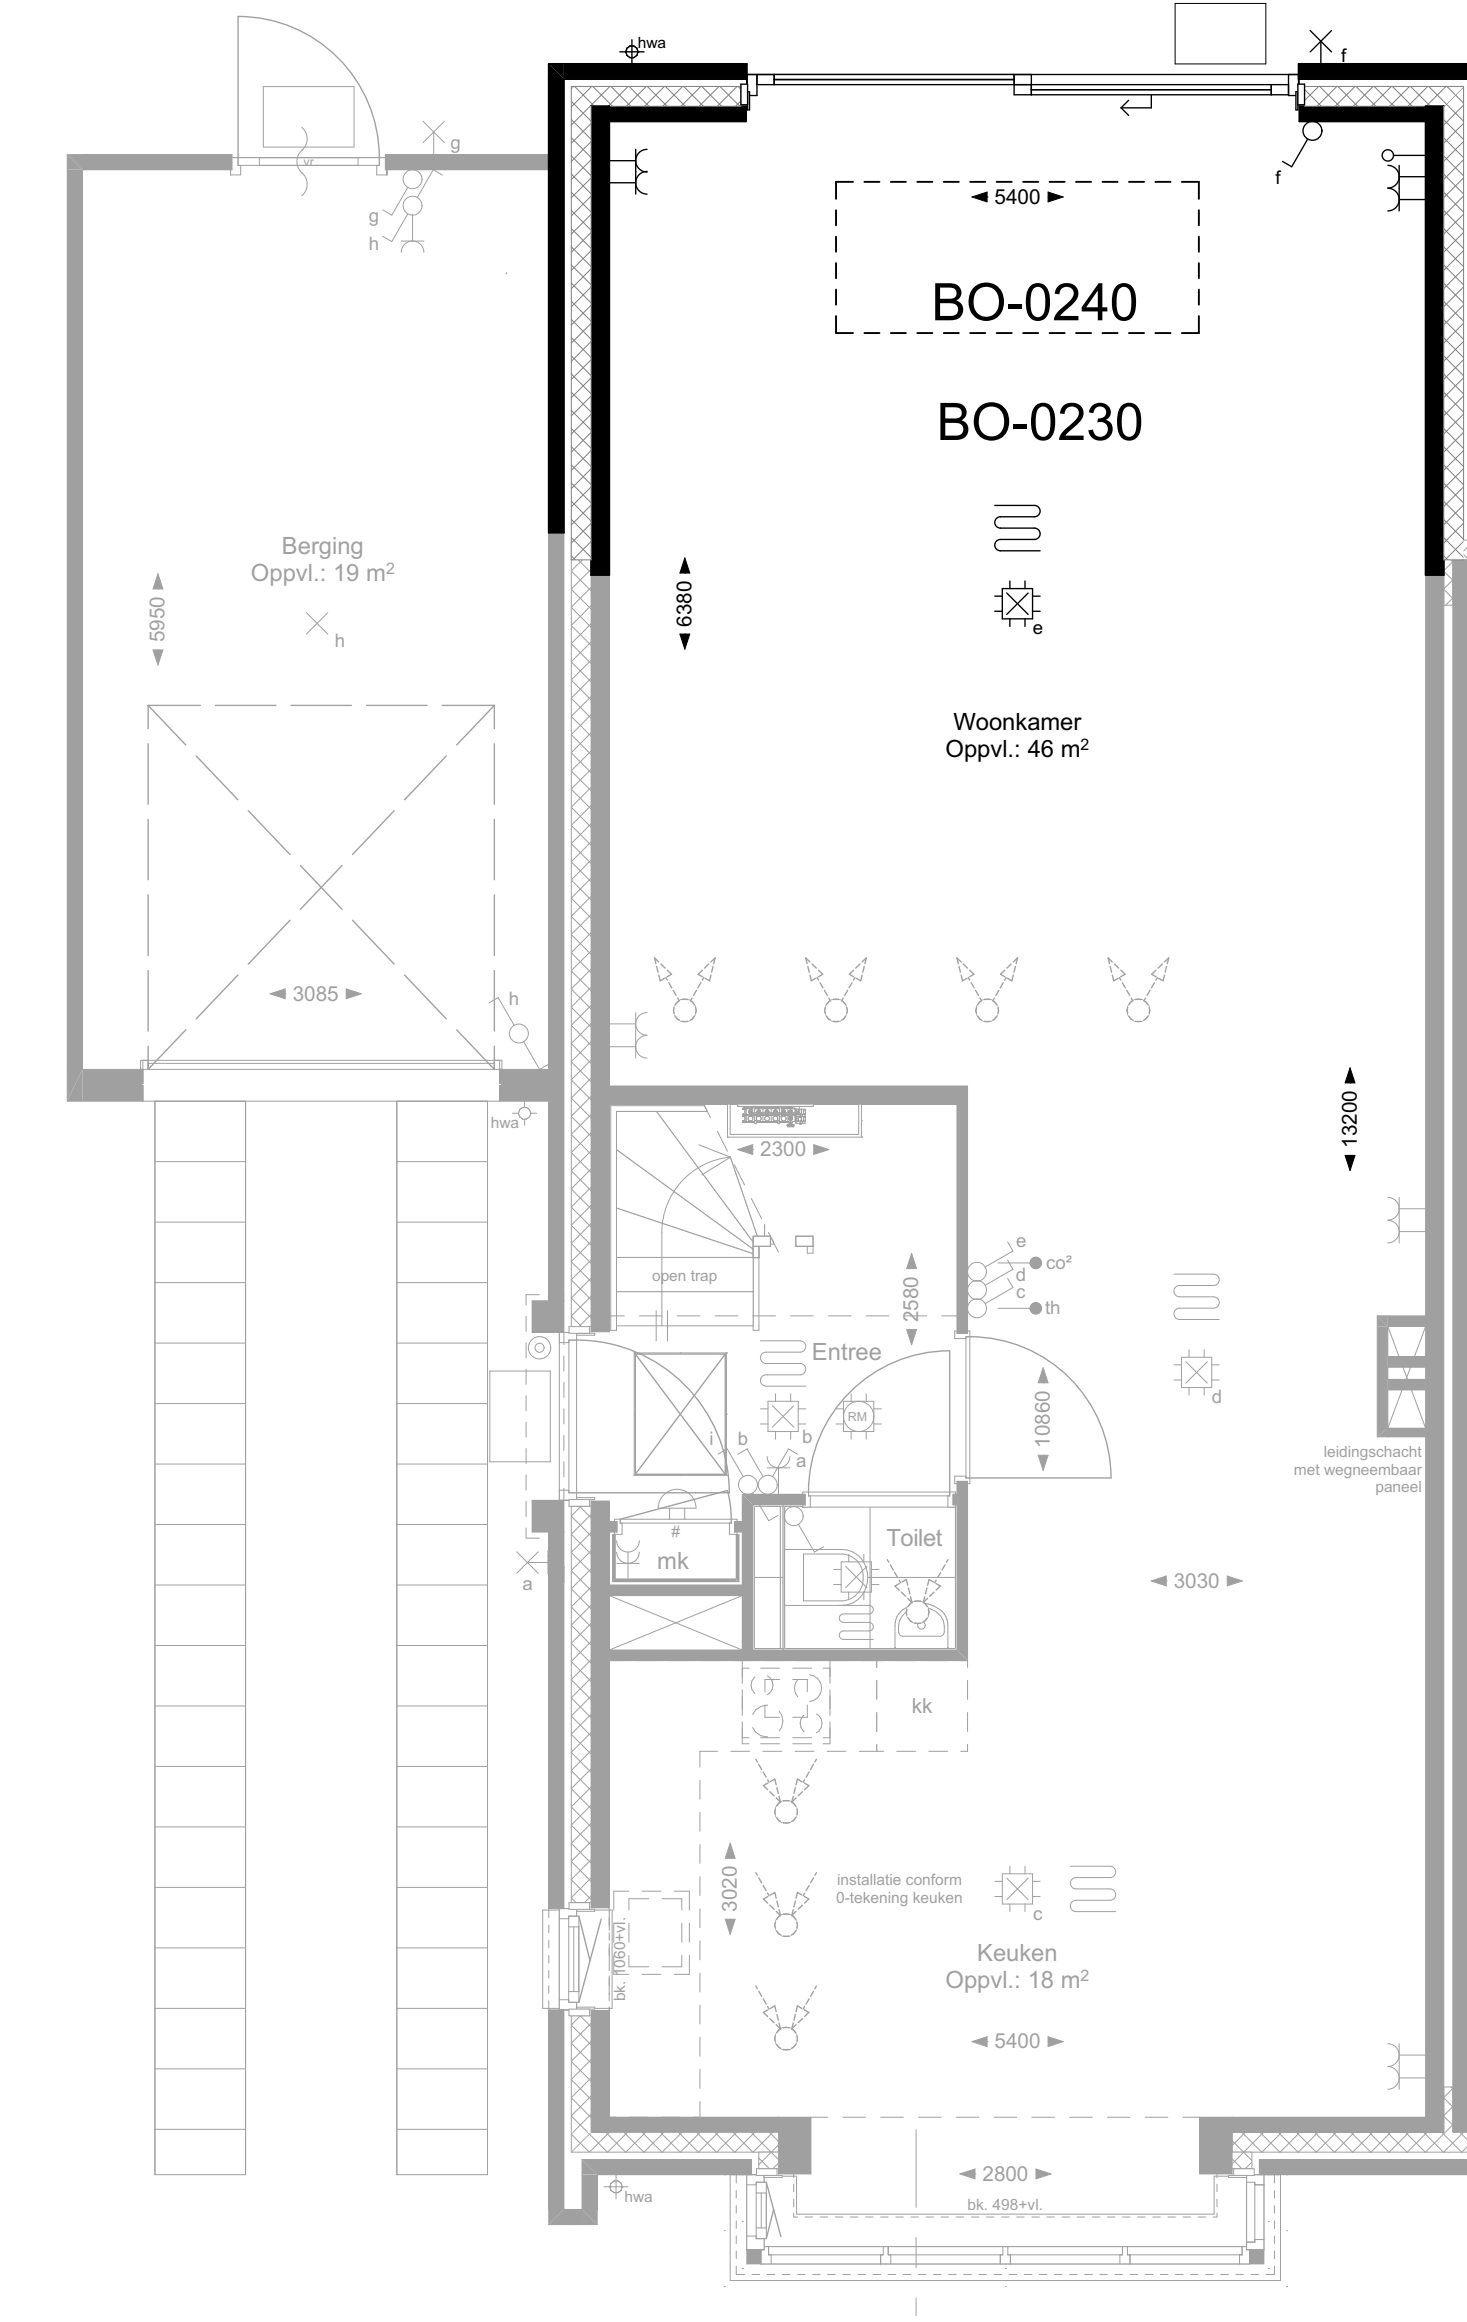 hwa
f
g
vr
f
g
h
5400
BO-0240
BO-0230
Berging
Oppvl.: 19 m²
5950
h
6380
e
Woonkamer
Oppvl.: 46 m²
3085
h
hwa
2300
13200
open trap
e
co²
d
c
th
2580
Entree
d
10860
RM
i
b
b
a
leidingschacht
met wegneembaar
paneel
#
mk
Toilet
a
3030
kk
3020
installatie conform
0-tekening keuken
c
bk. 1060+vl.
Keuken
Oppvl.: 18 m²
5400
2800
bk. 498+vl.
hwa